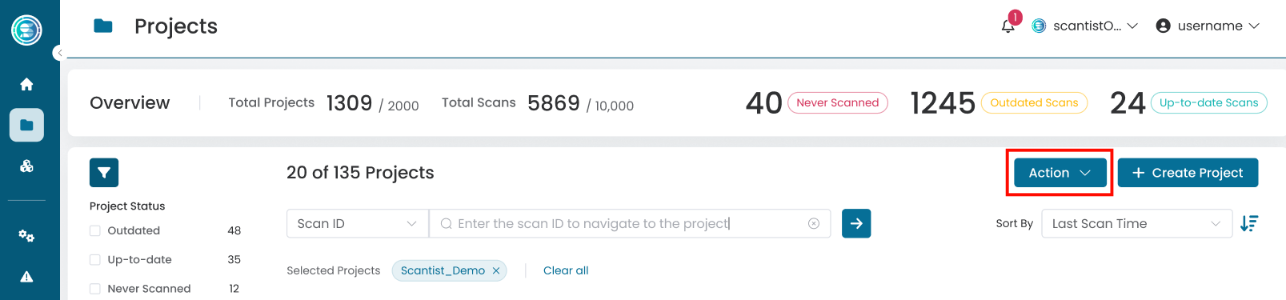 Projects
1
scantistO...
username
Overview
Total Projects 1309 / 2000
Total Scans 5869 / 10,000
40 Never Scanned
1245 Outdated Scans
24 Up-to-date Scans
20 of 135 Projects
Action
+ Create Project
Project Status
Outdated 48
Up-to-date 35
Never Scanned 12
Scan ID
Enter the scan ID to navigate to the project
Sort By
Last Scan Time
Selected Projects
Scantist_Demo ×
Clear all